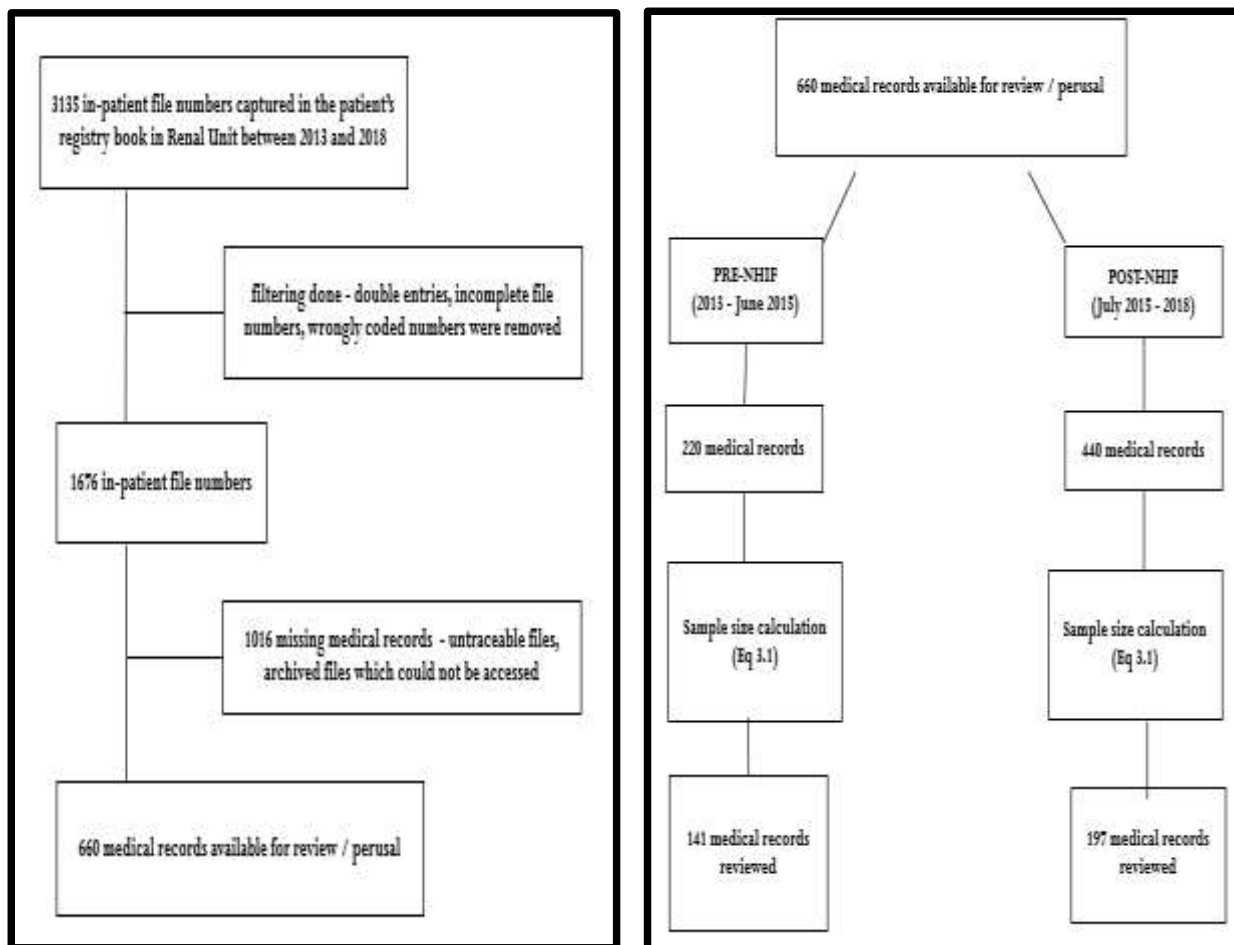 3135 in-patient file numbers captured in the patient's
registry book in Renal Unit between 2013 and 2018
filtering done - double entries, incomplete file
numbers, wrongly coded numbers were removed
1676 in-patient file numbers
1016 missing medical records - untraceable files,
archived files which could not be accessed
660 medical records available for review / perusal
660 medical records available for review / perusal
PRE-NHIF
(2013 - June 2015)
POST-NHIF
(July 2015 - 2018)
220 medical records
440 medical records
Sample size calculation
(Eq 3.1)
Sample size calculation
(Eq 3.1)
141 medical records
reviewed
197 medical records
reviewed